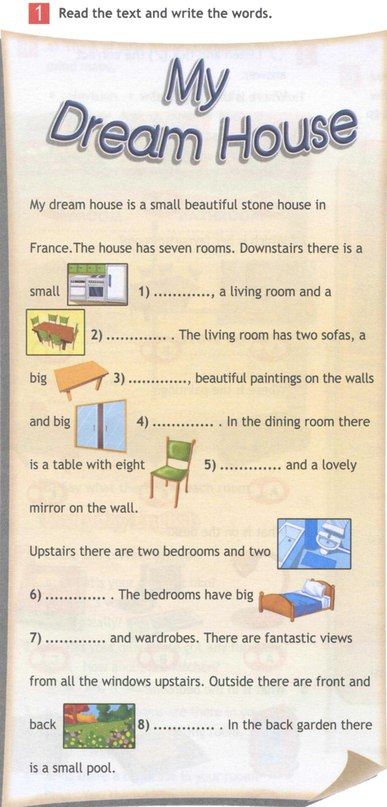 1 Read the text and write the words.
My
Dream House
My dream house is a small beautiful stone house in
France.The house has seven rooms. Downstairs there is a
small 1) ............, a living room and a
2) ............. . The living room has two sofas, a
big 3) ............, beautiful paintings on the walls
and big 4) ............. . In the dining room there
is a table with eight 5) ............. and a lovely
mirror on the wall.
Upstairs there are two bedrooms and two
6) ............. . The bedrooms have big
7) ............. and wardrobes. There are fantastic views
from all the windows upstairs. Outside there are front and
back 8) ............. . In the back garden there
is a small pool.